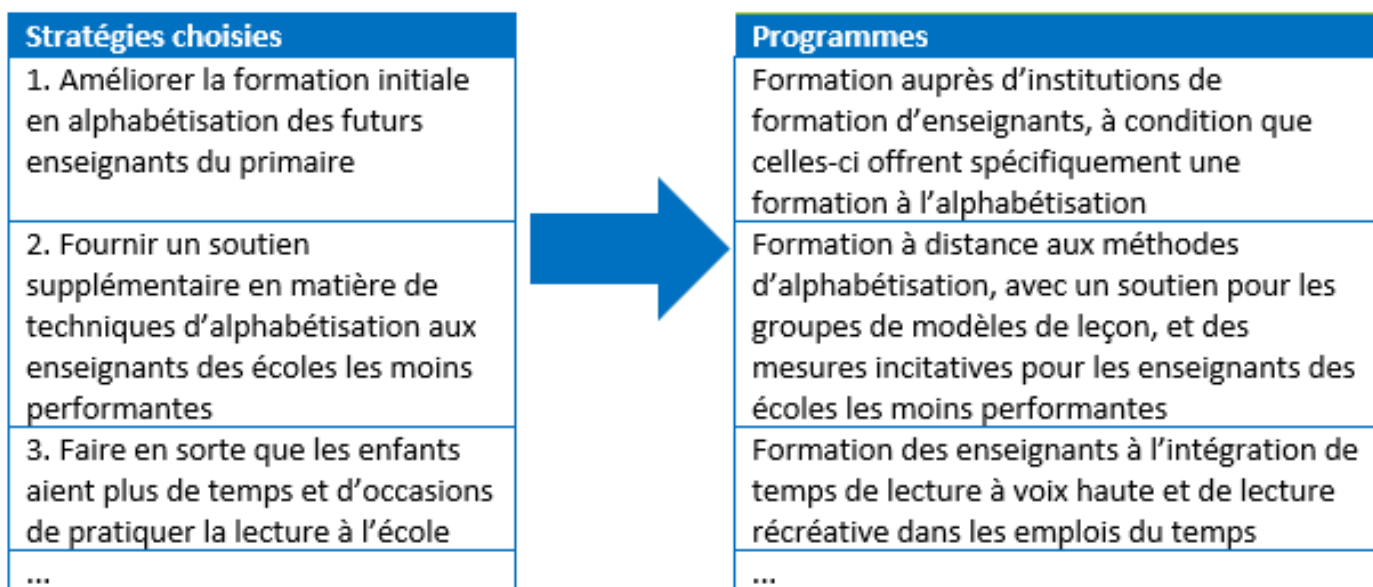 Stratégies choisies
1. Améliorer la formation initiale
en alphabétisation des futurs
enseignants du primaire
2. Fournir un soutien
supplémentaire en matière de
techniques d’alphabétisation aux
enseignants des écoles les moins
performantes
3. Faire en sorte que les enfants
aient plus de temps et d’occasions
de pratiquer la lecture à l’école
...
Programmes
Formation auprès d’institutions de
formation d’enseignants, à condition que
celles-ci offrent spécifiquement une
formation à l’alphabétisation
Formation à distance aux méthodes
d’alphabétisation, avec un soutien pour les
groupes de modèles de leçon, et des
mesures incitatives pour les enseignants des
écoles les moins performantes
Formation des enseignants à l’intégration de
temps de lecture à voix haute et de lecture
récréative dans les emplois du temps
...